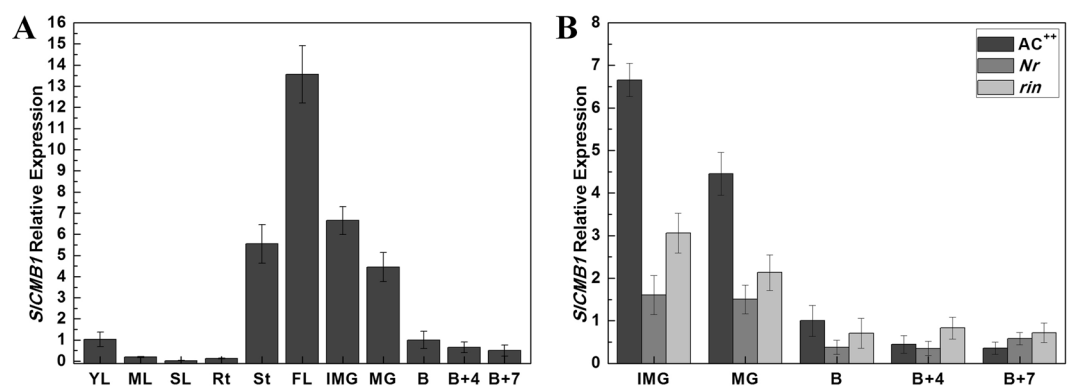 A
SlCMB1 Relative Expression
16
15
14
13
12
11
10
9
8
7
6
5
4
3
2
1
0
YL ML SL Rt St FL IMG MG B B+4 B+7
B
SlCMB1 Relative Expression
8
7
6
5
4
3
2
1
0
IMG MG B B+4 B+7
AC++
Nr
rin